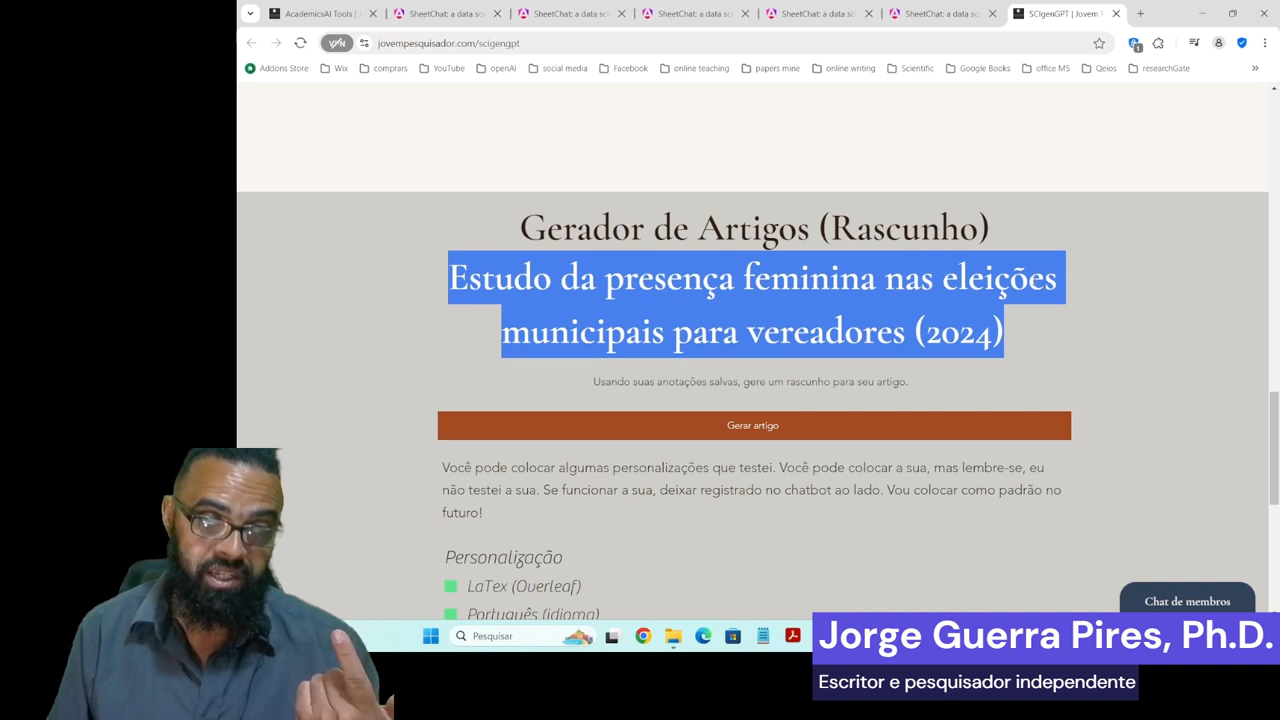 AcademicsAI Tools | J
SheetChat: a data sc
SheetChat: a data sc
SheetChat: a data sc
SheetChat: a data sc
SheetChat: a data sc
SCIgenGPT | Jovem P
VPN
jovempesquisador.com/scigengpt
1
Addons Store
Wix
comprars
YouTube
openAI
social media
Facebook
online teaching
papers mine
online writing
Scientific
Google Books
office MS
Qeios
researchGate
Gerador de Artigos (Rascunho)
Estudo da presença feminina nas eleições
municipais para vereadores (2024)
Usando suas anotações salvas, gere um rascunho para seu artigo.
Gerar artigo
Você pode colocar algumas personalizações que testei. Você pode colocar a sua, mas lembre-se, eu
não testei a sua. Se funcionar a sua, deixar registrado no chatbot ao lado. Vou colocar como padrão no
futuro!
Personalização
LaTex (Overleaf)
Português (idioma)
Chat de membros
Pesquisar
Jorge Guerra Pires, Ph.D.
Escritor e pesquisador independente